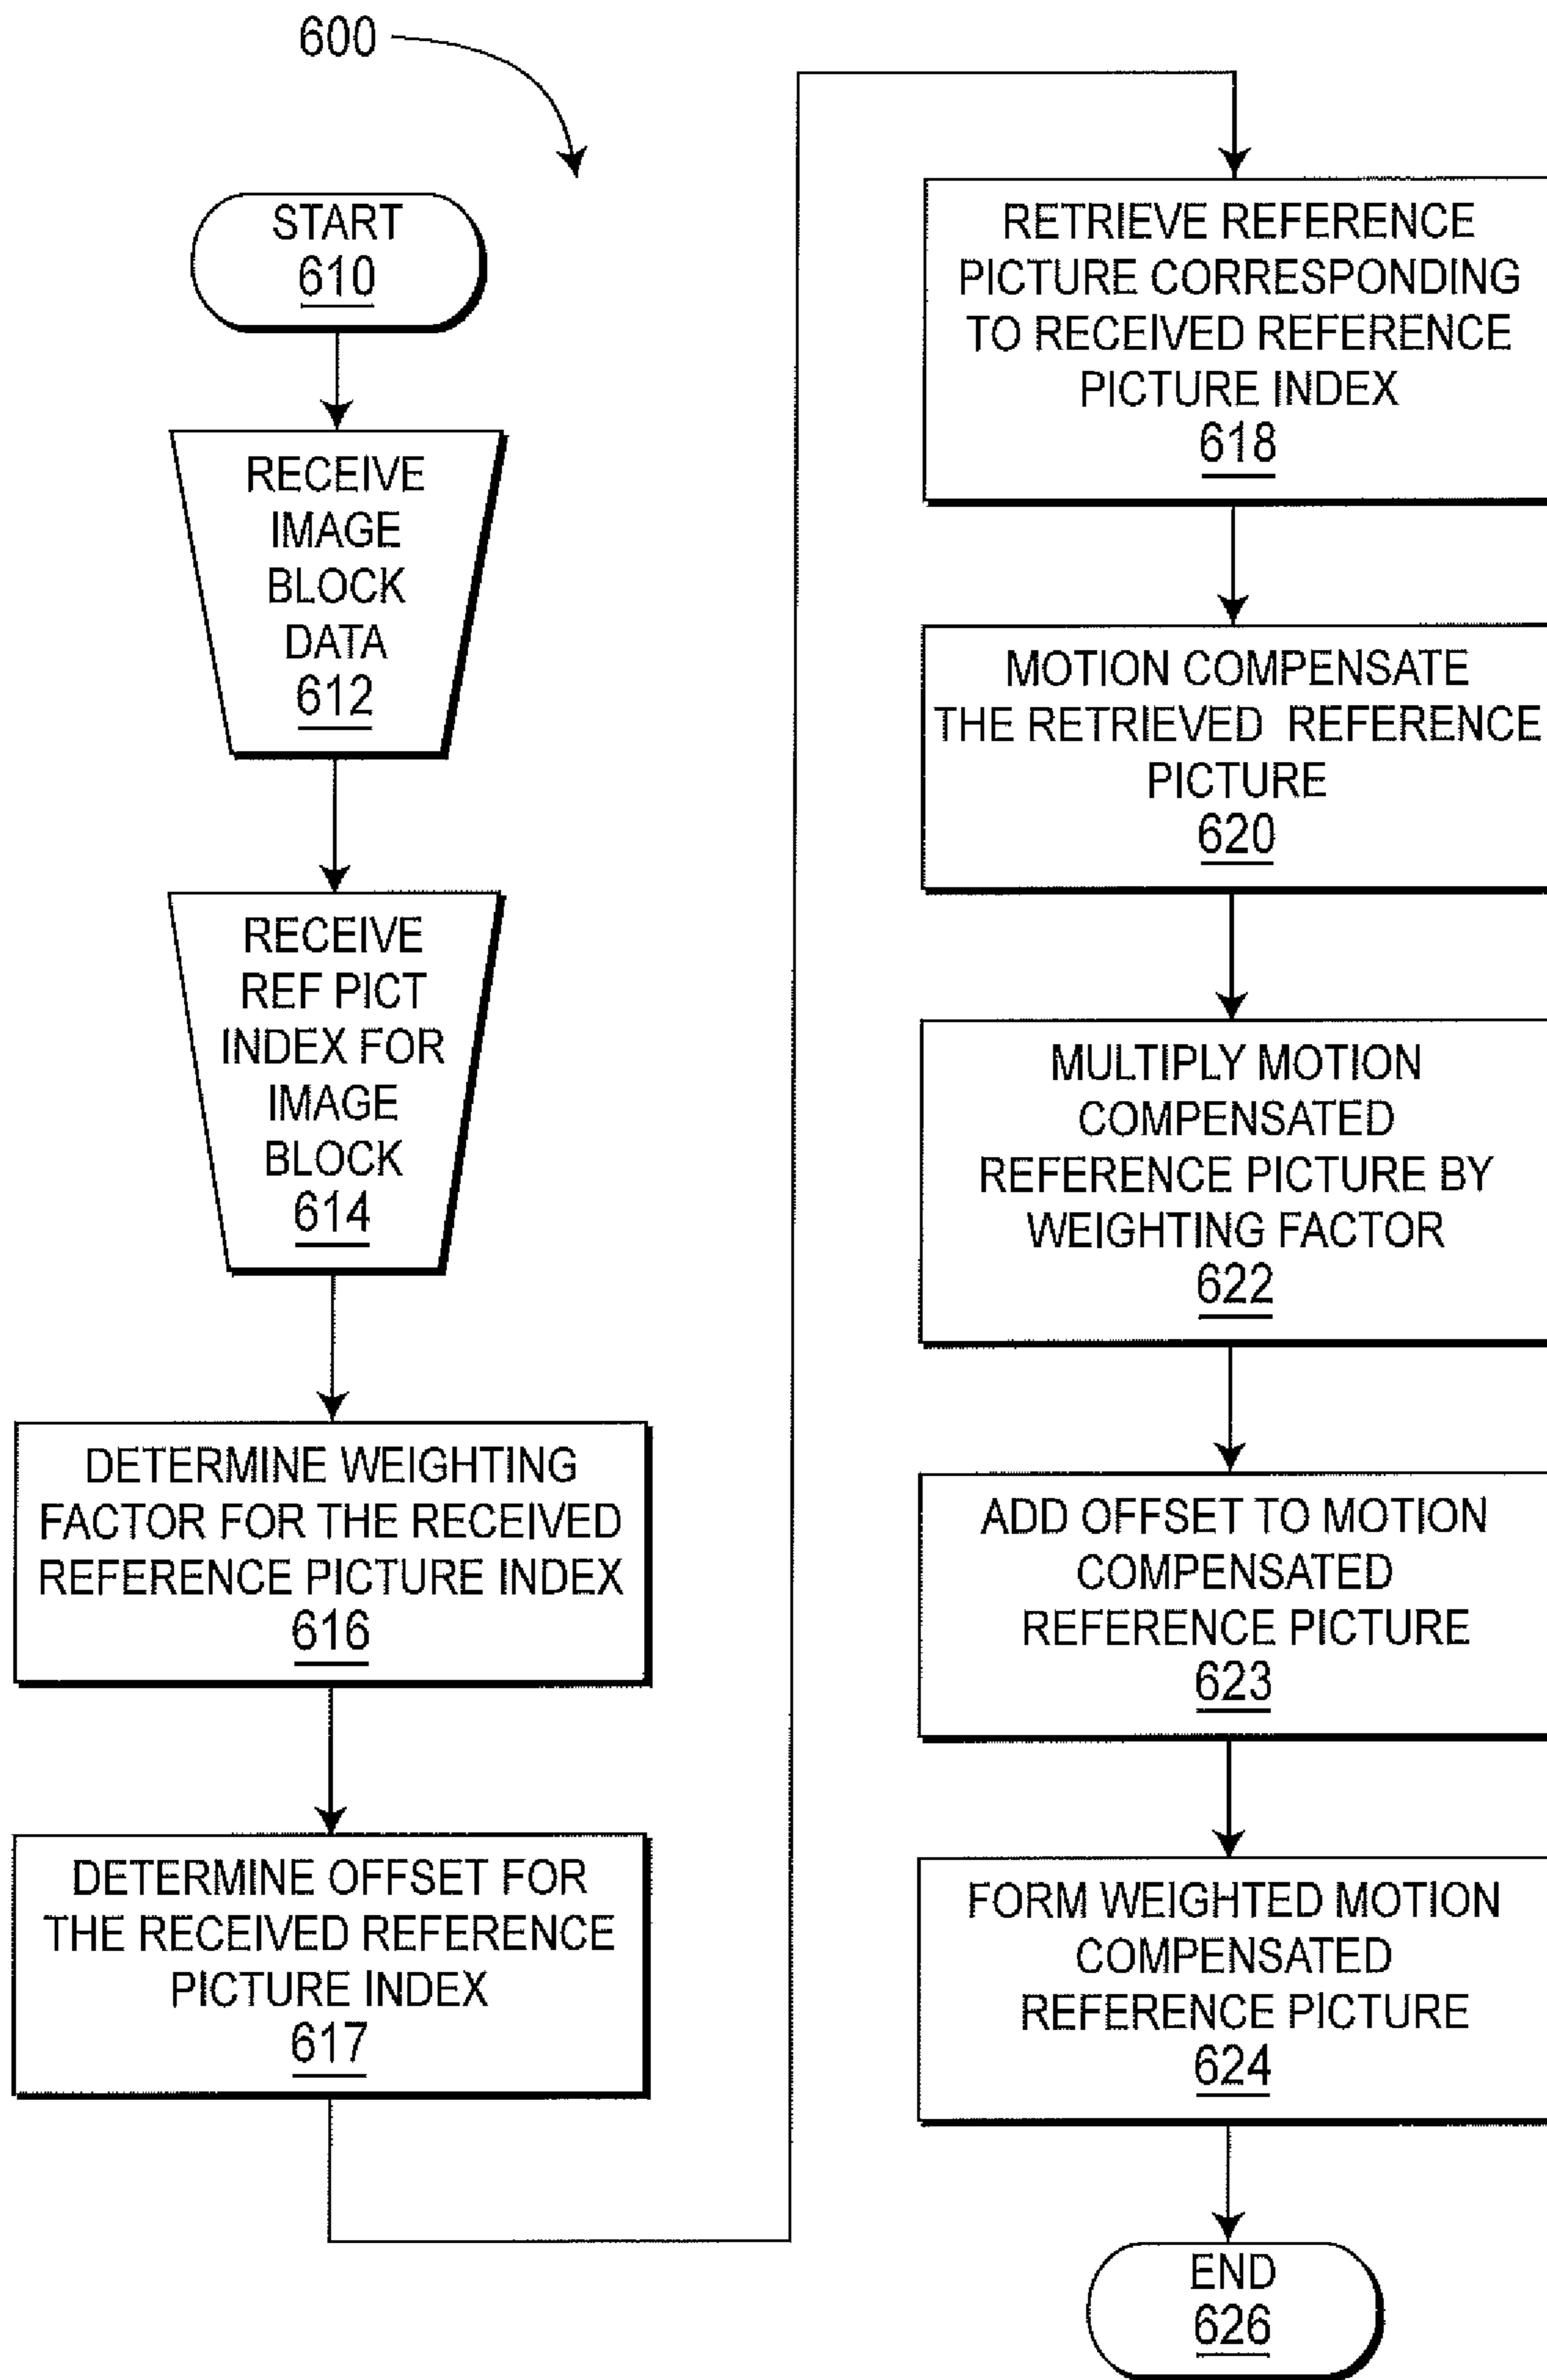 600
START
610
RECEIVE
IMAGE
BLOCK
DATA
612
RECEIVE
REF PICT
INDEX FOR
IMAGE
BLOCK
614
DETERMINE WEIGHTING
FACTOR FOR THE RECEIVED
REFERENCE PICTURE INDEX
616
DETERMINE OFFSET FOR
THE RECEIVED REFERENCE
PICTURE INDEX
617
RETRIEVE REFERENCE
PICTURE CORRESPONDING
TO RECEIVED REFERENCE
PICTURE INDEX
618
MOTION COMPENSATE
THE RETRIEVED REFERENCE
PICTURE
620
MULTIPLY MOTION
COMPENSATED
REFERENCE PICTURE BY
WEIGHTING FACTOR
622
ADD OFFSET TO MOTION
COMPENSATED
REFERENCE PICTURE
623
FORM WEIGHTED MOTION
COMPENSATED
REFERENCE PICTURE
624
END
626